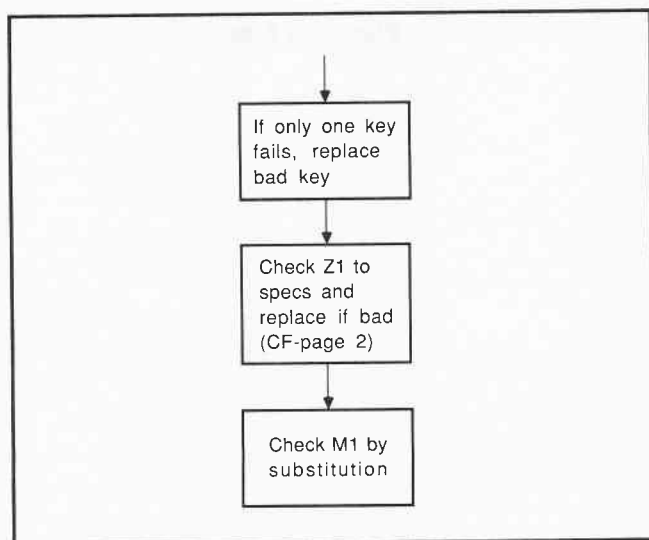 If only one key
fails, replace
bad key
Check Z1 to
specs and
replace if bad
(CF-page 2)
Check M1 by
substitution